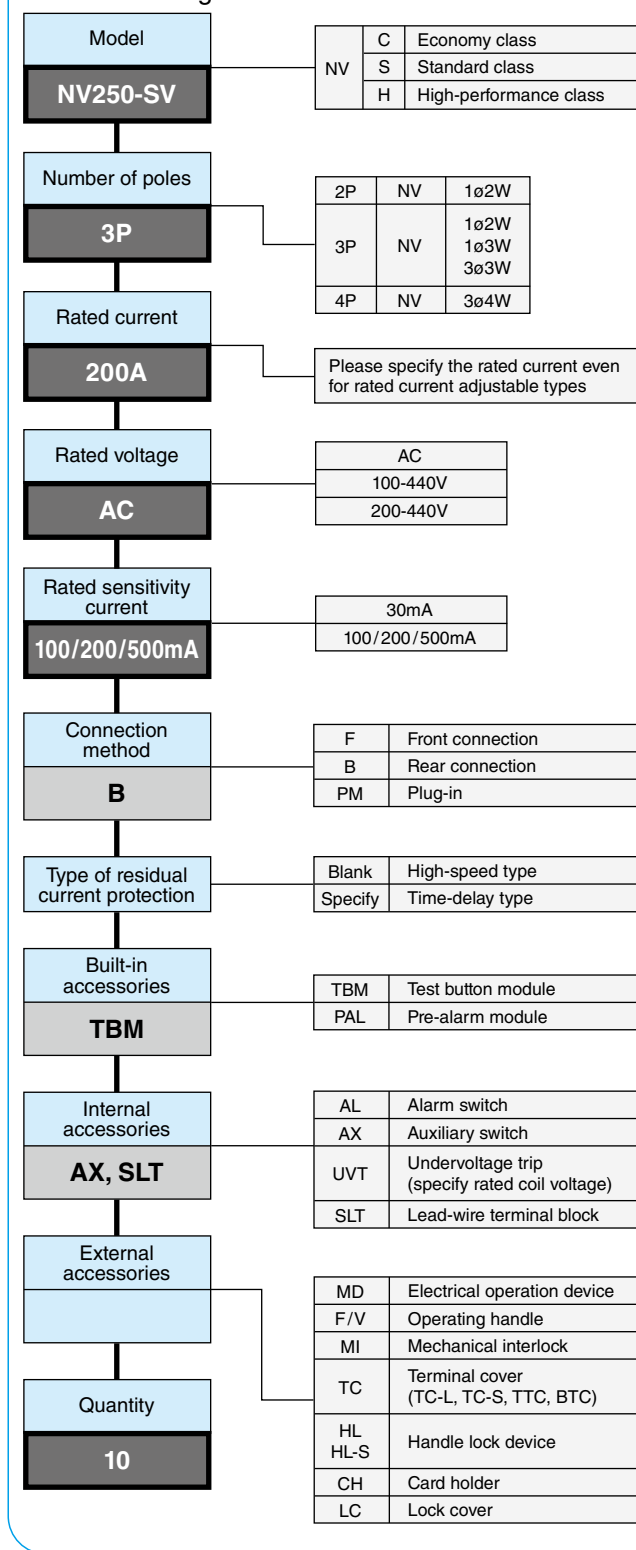 Model
NV250-SV
NV
C Economy class
S Standard class
H High-performance class
Number of poles
3P
2P NV 1ø2W
3P NV
1ø2W
1ø3W
3ø3W
4P NV 3ø4W
Rated current
200A
Please specify the rated current even
for rated current adjustable types
Rated voltage
AC
AC
100-440V
200-440V
Rated sensitivity
current
100/200/500mA
30mA
100/200/500mA
Connection
method
B
F Front connection
B Rear connection
PM Plug-in
Type of residual
current protection
Blank High-speed type
Specify Time-delay type
Built-in
accessories
TBM
TBM Test button module
PAL Pre-alarm module
Internal
accessories
AX, SLT
AL Alarm switch
AX Auxiliary switch
UVT Undervoltage trip
(specify rated coil voltage)
SLT Lead-wire terminal block
External
accessories
MD Electrical operation device
F/V Operating handle
MI Mechanical interlock
TC Terminal cover
(TC-L, TC-S, TTC, BTC)
HL
HL-S
Handle lock device
CH Card holder
LC Lock cover
Quantity
10